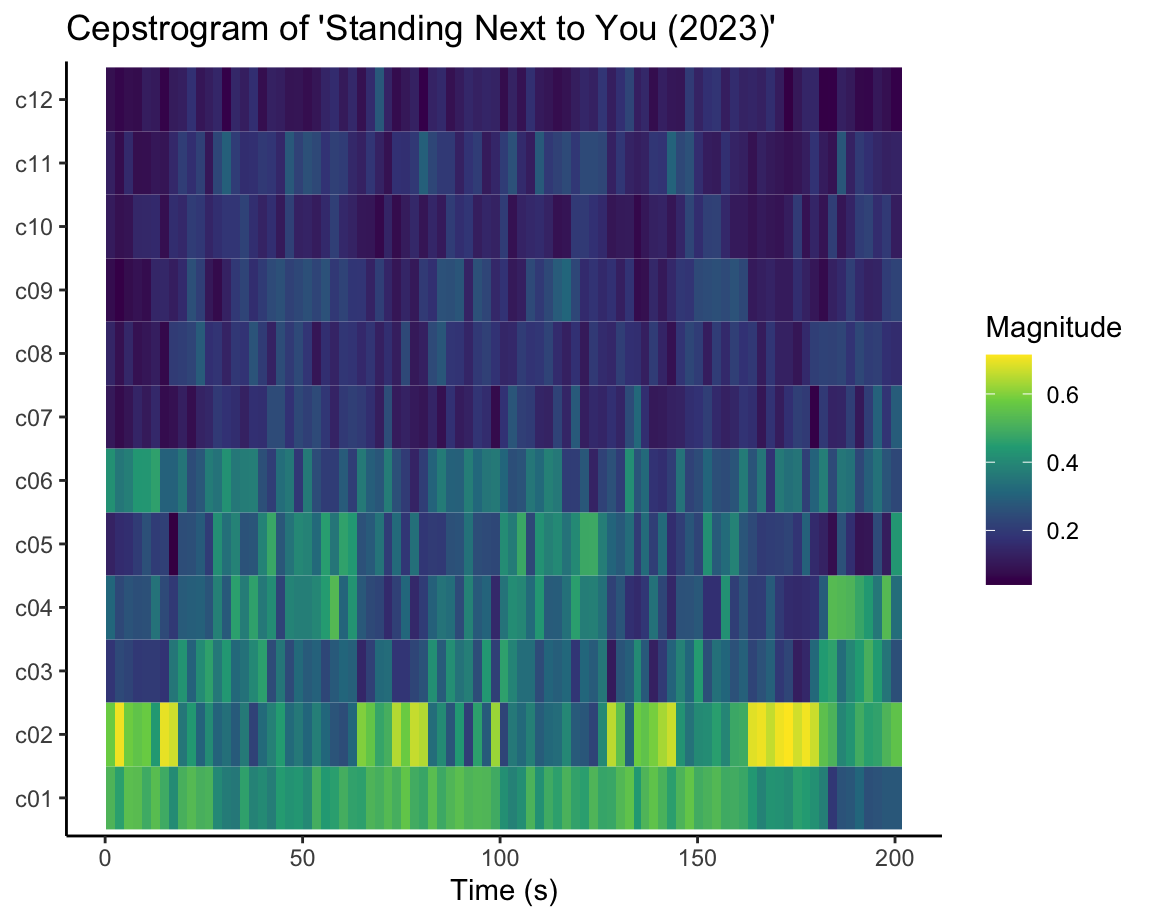 Cepstrogram of 'Standing Next to You (2023)'
c12
c11
c10
c09
c08
c07
c06
c05
c04
c03
c02
c01
0 50 100 150 200
Time (s)
Magnitude
0.6
0.4
0.2